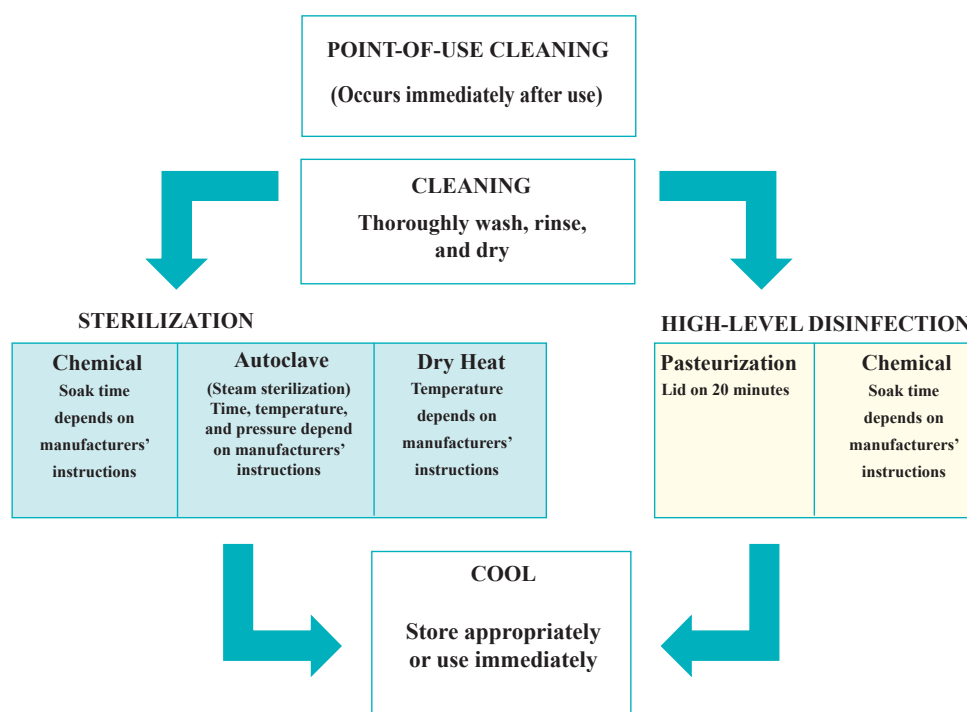 POINT-OF-USE CLEANING
(Occurs immediately after use)
CLEANING
Thoroughly wash, rinse,
and dry
STERILIZATION
Chemical
Soak time
depends on
manufacturers’
instructions
Autoclave
(Steam sterilization)
Time, temperature,
and pressure depend
on manufacturers’
instructions
Dry Heat
Temperature
depends on
manufacturers’
instructions
HIGH-LEVEL DISINFECTION
Pasteurization
Lid on 20 minutes
Chemical
Soak time
depends on
manufacturers’
instructions
COOL
Store appropriately
or use immediately